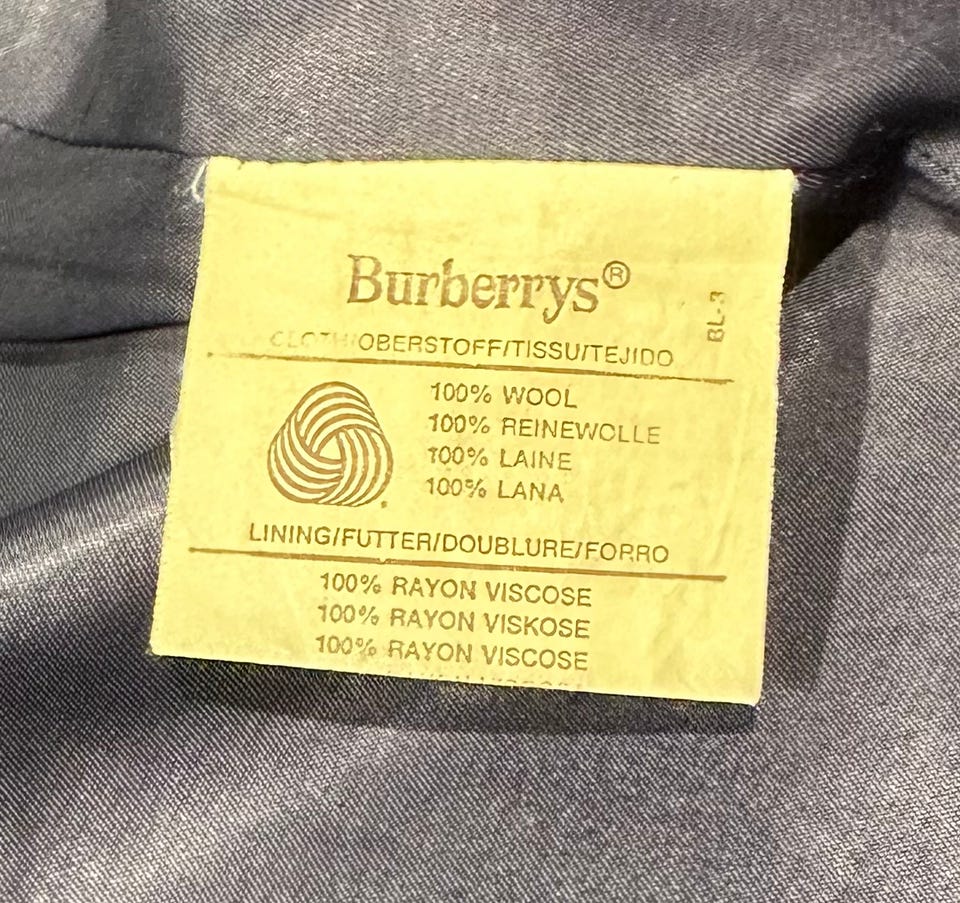 Burberrys®
BL-3
CLOTH/OBERSTOFF/TISSU/TEJIDO
100% WOOL
100% REINEWOLLE
100% LAINE
100% LANA
LINING/FUTTER/DOUBLURE/FORRO
100% RAYON VISCOSE
100% RAYON VISKOSE
100% RAYON VISCOSE